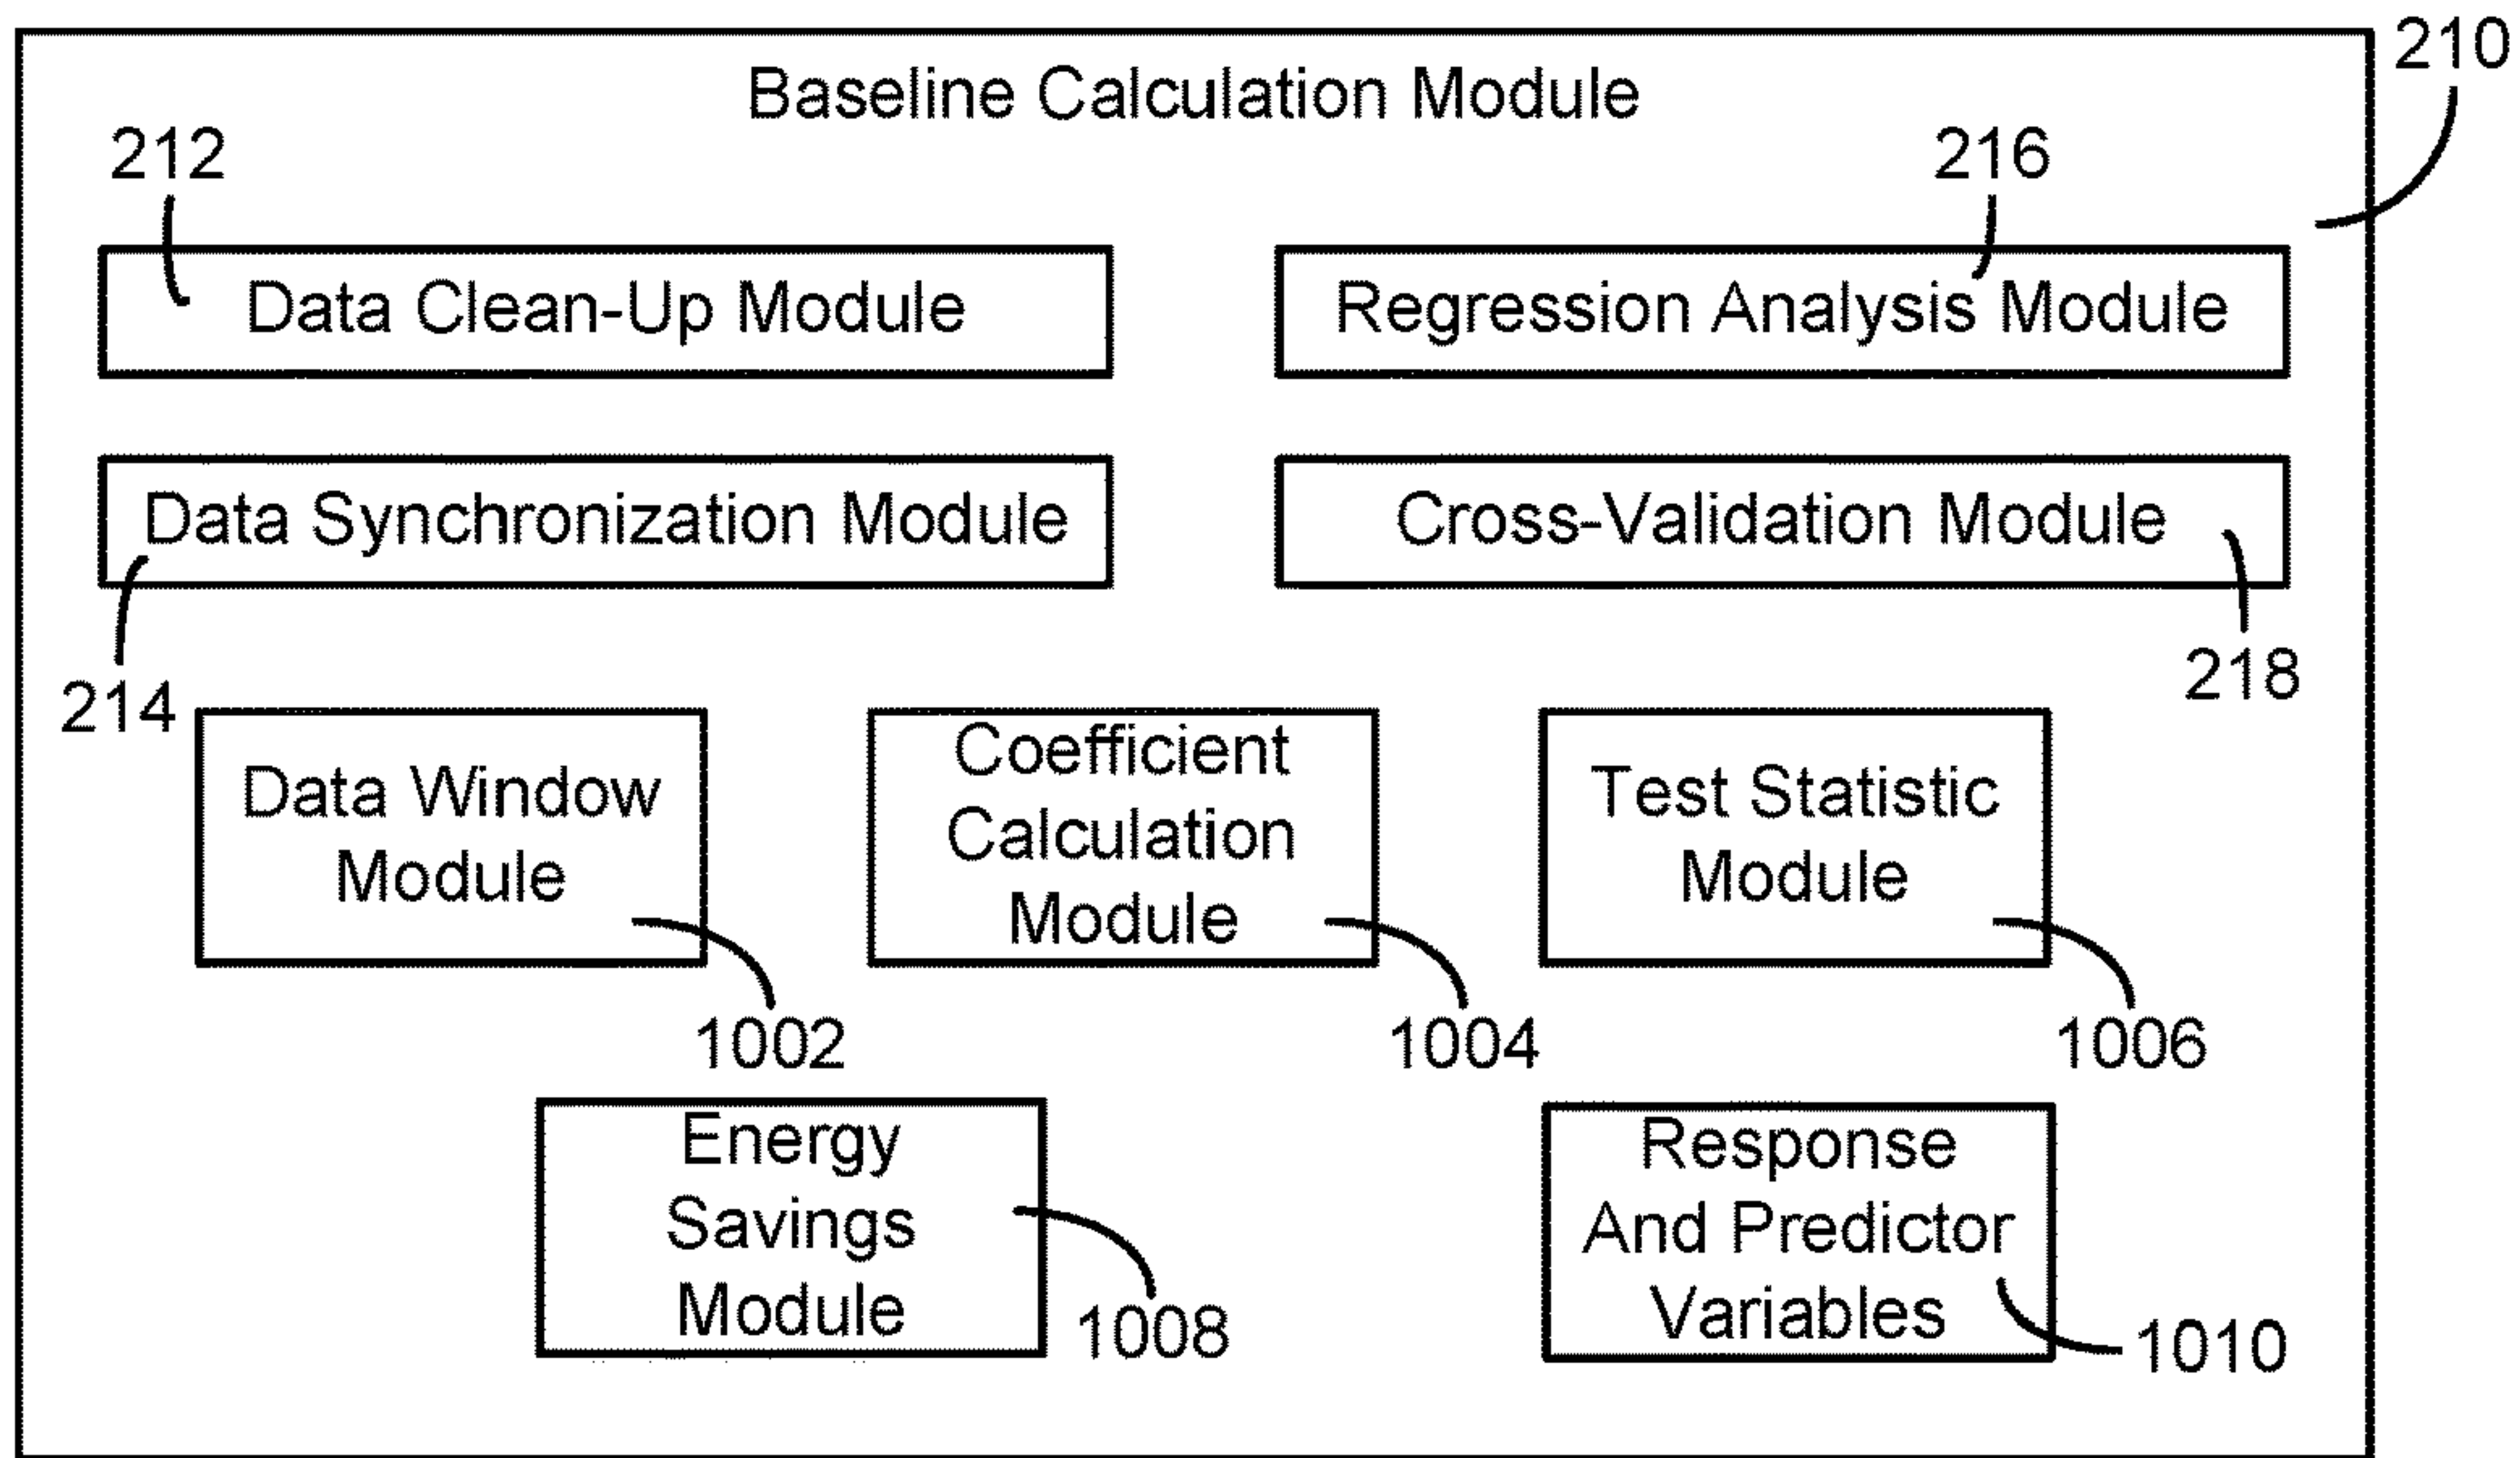 210
Baseline Calculation Module
212
216
Data Clean-Up Module
Regression Analysis Module
Data Synchronization Module
Cross-Validation Module
214
218
Data Window
Module
Coefficient
Calculation
Module
Test Statistic
Module
1002
1004
1006
Energy
Savings
Module
1008
Response
And Predictor
Variables
1010